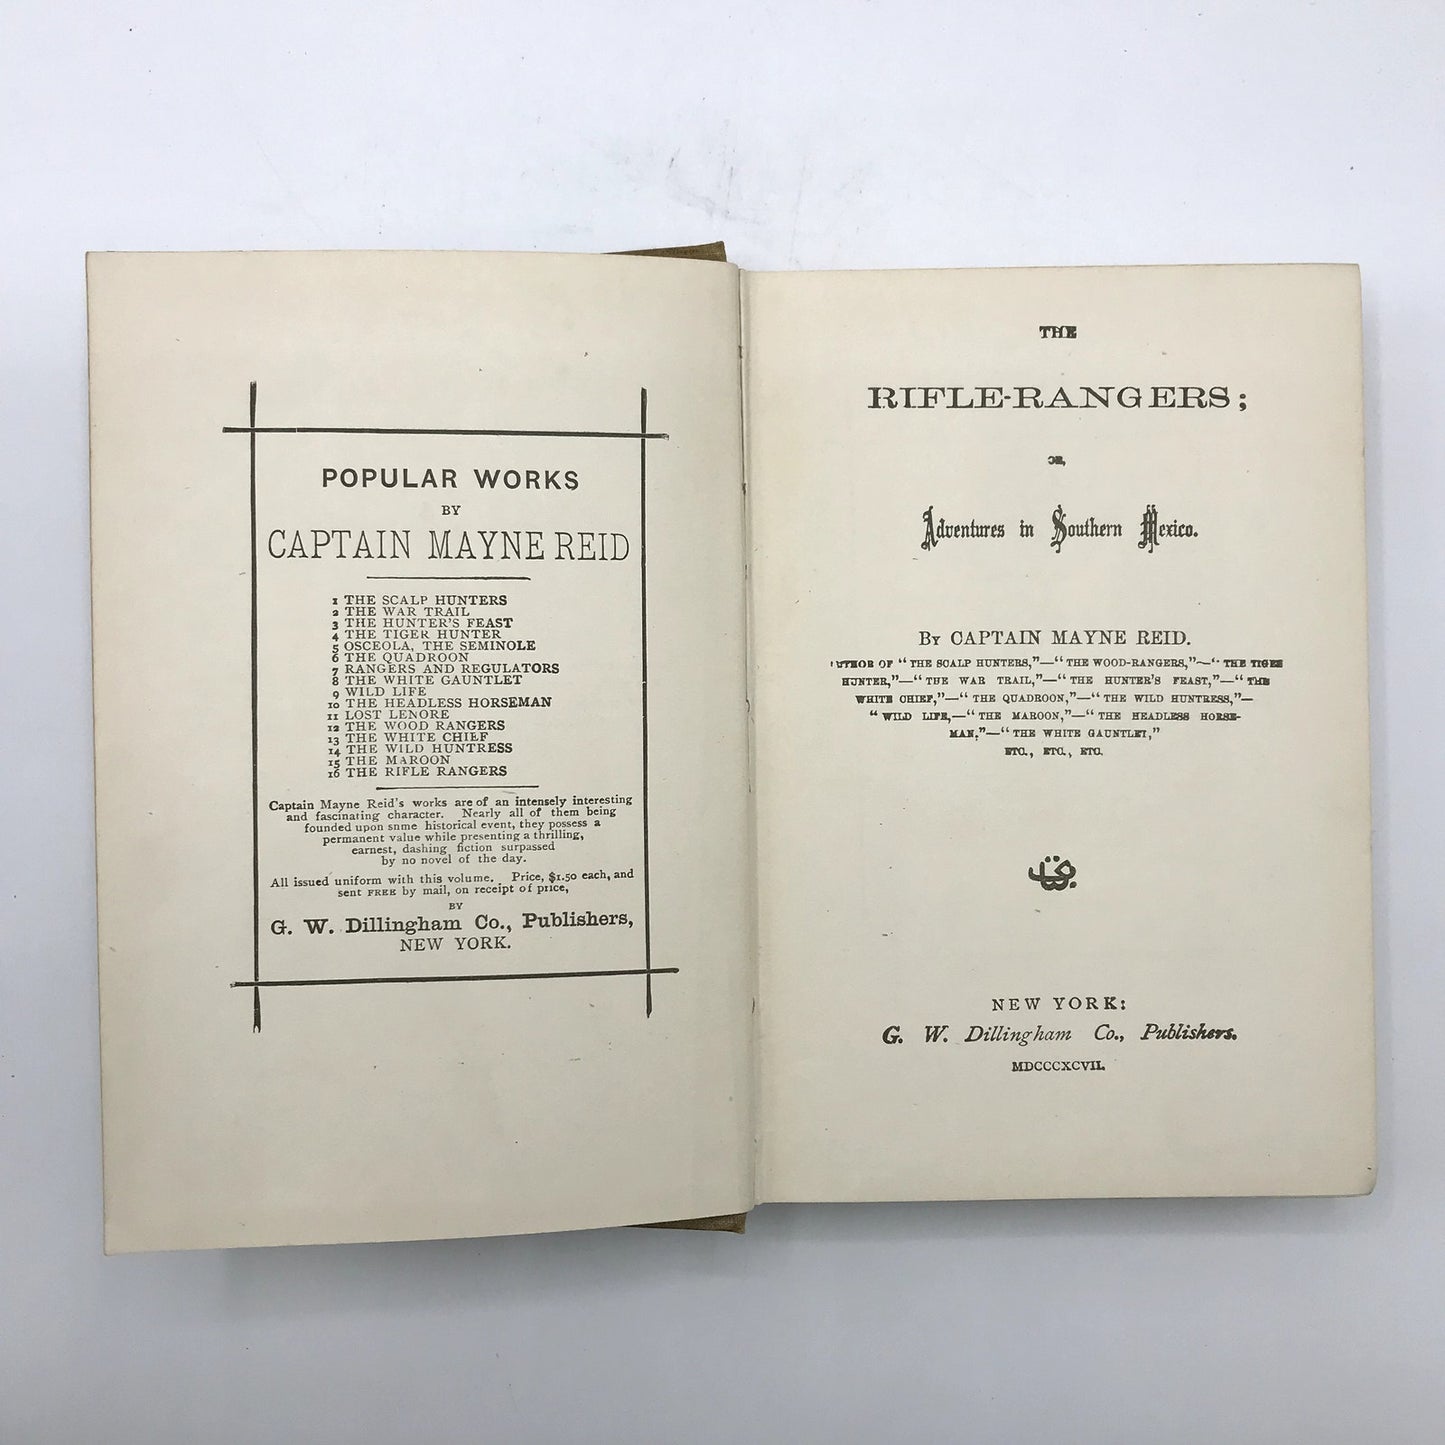 POPULAR WORKS
BY
CAPTAIN MAYNE REID
1 THE SCALP HUNTERS
2 THE WAR TRAIL
3 THE HUNTER'S FEAST
4 THE TIGER HUNTER
5 OSCEOLA, THE SEMINOLE
6 THE QUADROON
7 RANGERS AND REGULATORS
8 THE WHITE GAUNTLET
9 WILD LIFE
10 THE HEADLESS HORSEMAN
11 LOST LENORE
12 THE WOOD RANGERS
13 THE WHITE CHIEF
14 THE WILD HUNTRESS
15 THE MAROON
16 THE RIFLE RANGERS
Captain Mayne Reid's works are of an intensely interesting
and fascinating character. Nearly all of them being
founded upon snme historical event, they possess a
permanent value while presenting a thrilling,
earnest, dashing fiction surpassed
by no novel of the day.
All issued uniform with this volume. Price, $1.50 each, and
sent FREE by mail, on receipt of price,
BY
G. W. Dillingham Co., Publishers,
NEW YORK.
THE
RIFLE-RANGERS;
OR,
Adventures in Southern Mexico.
By CAPTAIN MAYNE REID.
AUTHOR OF "THE SCALP HUNTERS,"—"THE WOOD-RANGERS,"—"THE TIGER
HUNTER,"—"THE WAR TRAIL,"—"THE HUNTER'S FEAST,"—"THE
WHITE CHIEF,"—"THE QUADROON,"—"THE WILD HUNTRESS,"—
"WILD LIFE,—"THE MAROON,"—"THE HEADLESS HORSE-
MAN,"—"THE WHITE GAUNTLET,"
ETC., ETC., ETC.
NEW YORK:
G. W. Dillingham Co., Publishers.
MDCCCXCVII.